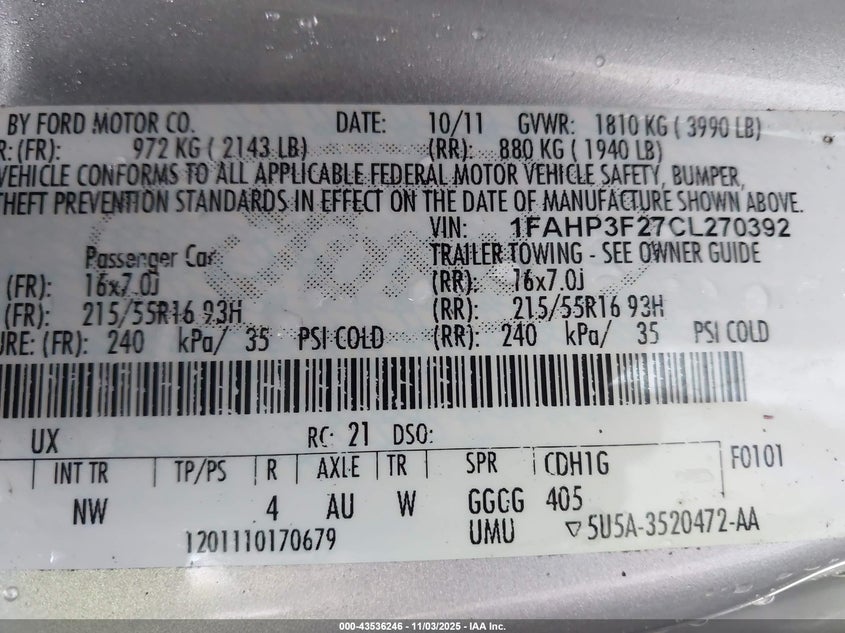 BY FORD MOTOR CO. DATE: 10/11 GVWR: 1810 KG ( 3990 LB)
R: (FR): 972 KG ( 2143 LB) (RR): 880 KG ( 1940 LB)
VEHICLE CONFORMS TO ALL APPLICABLE FEDERAL MOTOR VEHICLE SAFETY, BUMPER,
THEFT PREVENTION STANDARDS IN EFFECT ON THE DATE OF MANUFACTURE SHOWN ABOVE.
VIN: 1FAHP3F27CL270392
Passenger Car TRAILER TOWING - SEE OWNER GUIDE
(FR): 16x7.0j (RR): 16x7.0j
(FR): 215/55R16 93H (RR): 215/55R16 93H
URE: (FR): 240 kPa/ 35 PSI COLD (RR): 240 kPa/ 35 PSI COLD
UX RC: 21 DSO:
INT TR TP/PS R AXLE TR SPR CDH1G F0101
NW 4 AU W GGCG 405
1201110170679 UMU ▽5U5A-3520472-AA
000-43536246 - 11/03/2025 - IAA Inc.